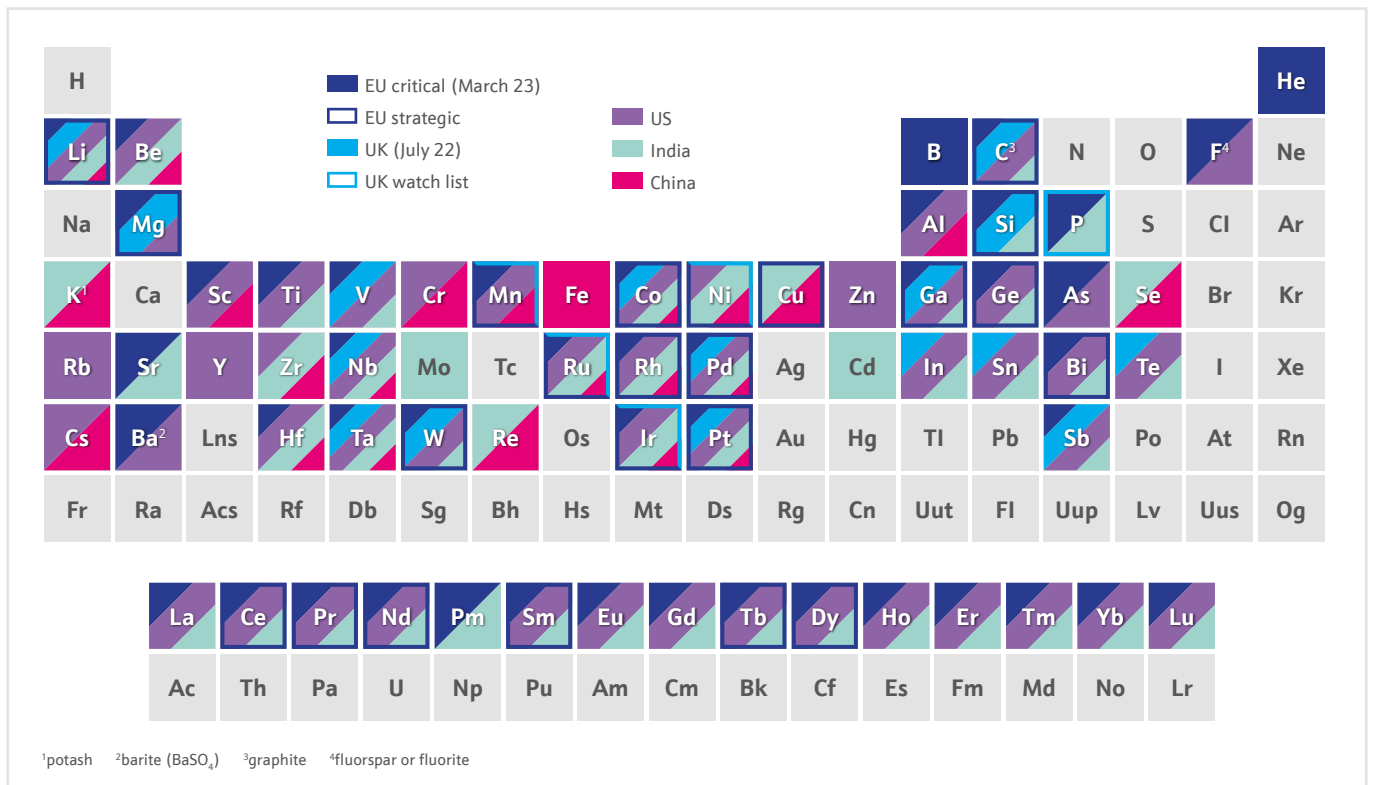 H He
EU critical (March 23)
EU strategic US
UK (July 22) India
UK watch list China
Li Be B C³ N O F⁴ Ne
Na Mg Al Si P S Cl Ar
K¹ Ca Sc Ti V Cr Mn Fe Co Ni Cu Zn Ga Ge As Se Br Kr
Rb Sr Y Zr Nb Mo Tc Ru Rh Pd Ag Cd In Sn Bi Te I Xe
Cs Ba² Lns Hf Ta W Re Os Ir Pt Au Hg Tl Pb Sb Po At Rn
Fr Ra Acs Rf Db Sg Bh Hs Mt Ds Rg Cn Uut Fl Uup Lv Uus Og
La Ce Pr Nd Pm Sm Eu Gd Tb Dy Ho Er Tm Yb Lu
Ac Th Pa U Np Pu Am Cm Bk Cf Es Fm Md No Lr
¹potash ²barite (BaSO₄) ³graphite ⁴fluorspar or fluorite